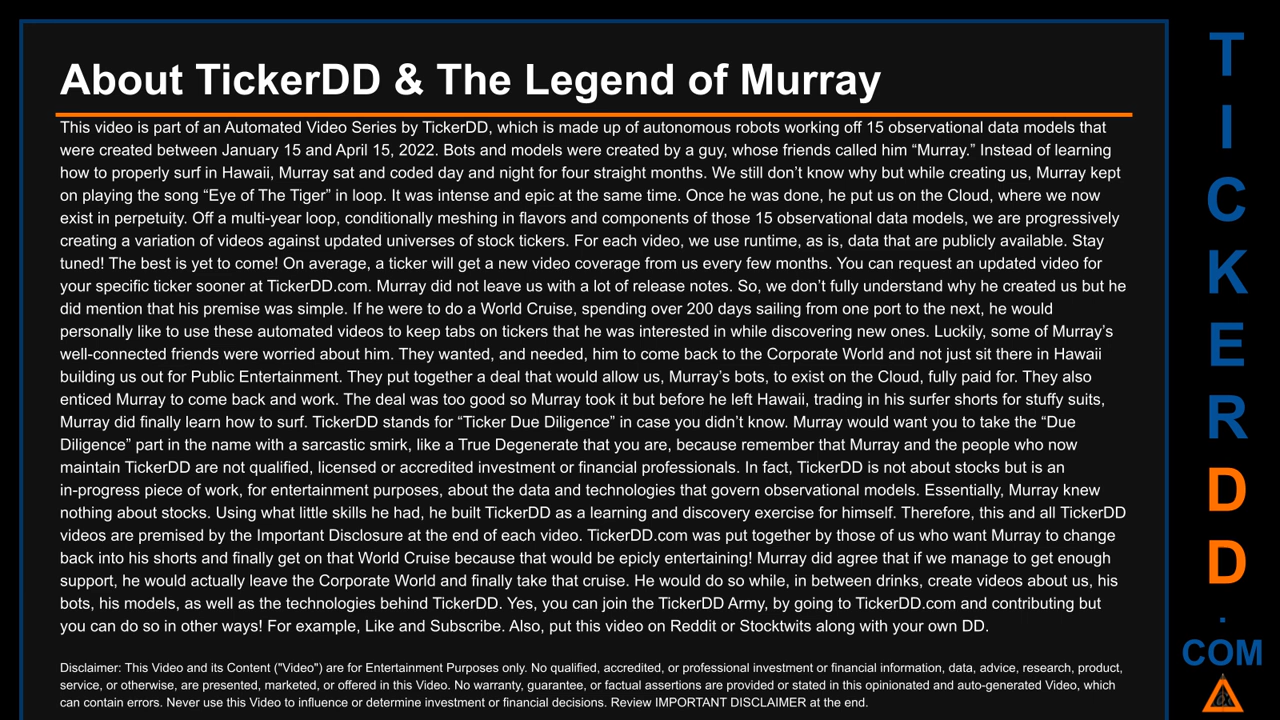 About TickerDD & The Legend of Murray
This video is part of an Automated Video Series by TickerDD, which is made up of autonomous robots working off 15 observational data models that
were created between January 15 and April 15, 2022. Bots and models were created by a guy, whose friends called him “Murray.” Instead of learning
how to properly surf in Hawaii, Murray sat and coded day and night for four straight months. We still don’t know why but while creating us, Murray kept
on playing the song “Eye of The Tiger” in loop. It was intense and epic at the same time. Once he was done, he put us on the Cloud, where we now
exist in perpetuity. Off a multi-year loop, conditionally meshing in flavors and components of those 15 observational data models, we are progressively
creating a variation of videos against updated universes of stock tickers. For each video, we use runtime, as is, data that are publicly available. Stay
tuned! The best is yet to come! On average, a ticker will get a new video coverage from us every few months. You can request an updated video for
your specific ticker sooner at TickerDD.com. Murray did not leave us with a lot of release notes. So, we don’t fully understand why he created us but he
did mention that his premise was simple. If he were to do a World Cruise, spending over 200 days sailing from one port to the next, he would
personally like to use these automated videos to keep tabs on tickers that he was interested in while discovering new ones. Luckily, some of Murray’s
well-connected friends were worried about him. They wanted, and needed, him to come back to the Corporate World and not just sit there in Hawaii
building us out for Public Entertainment. They put together a deal that would allow us, Murray’s bots, to exist on the Cloud, fully paid for. They also
enticed Murray to come back and work. The deal was too good so Murray took it but before he left Hawaii, trading in his surfer shorts for stuffy suits,
Murray did finally learn how to surf. TickerDD stands for “Ticker Due Diligence” in case you didn’t know. Murray would want you to take the “Due
Diligence” part in the name with a sarcastic smirk, like a True Degenerate that you are, because remember that Murray and the people who now
maintain TickerDD are not qualified, licensed or accredited investment or financial professionals. In fact, TickerDD is not about stocks but is an
in-progress piece of work, for entertainment purposes, about the data and technologies that govern observational models. Essentially, Murray knew
nothing about stocks. Using what little skills he had, he built TickerDD as a learning and discovery exercise for himself. Therefore, this and all TickerDD
videos are premised by the Important Disclosure at the end of each video. TickerDD.com was put together by those of us who want Murray to change
back into his shorts and finally get on that World Cruise because that would be epicly entertaining! Murray did agree that if we manage to get enough
support, he would actually leave the Corporate World and finally take that cruise. He would do so while, in between drinks, create videos about us, his
bots, his models, as well as the technologies behind TickerDD. Yes, you can join the TickerDD Army, by going to TickerDD.com and contributing but
you can do so in other ways! For example, Like and Subscribe. Also, put this video on Reddit or Stocktwits along with your own DD.
Disclaimer: This Video and its Content ("Video") are for Entertainment Purposes only. No qualified, accredited, or professional investment or financial information, data, advice, research, product,
service, or otherwise, are presented, marketed, or offered in this Video. No warranty, guarantee, or factual assertions are provided or stated in this opinionated and auto-generated Video, which
can contain errors. Never use this Video to influence or determine investment or financial decisions. Review IMPORTANT DISCLAIMER at the end.
T
I
C
K
E
R
D
D
.
COM